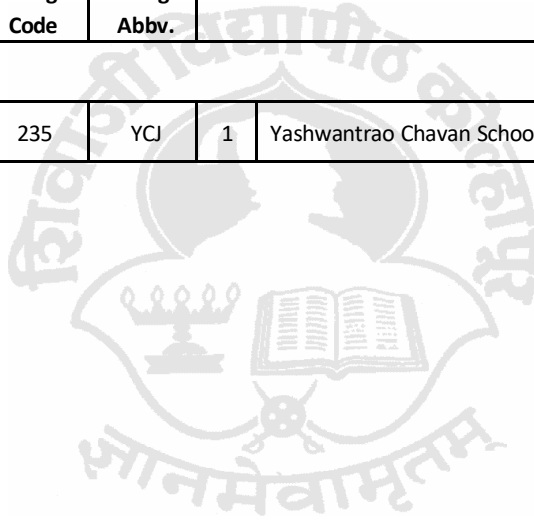 Code Abbv.
235 YCJ 1 Yashwantrao Chavan Schoo
शिवाजी विद्यापीठ कोल्हापूर
ज्ञानमेवामृतम्